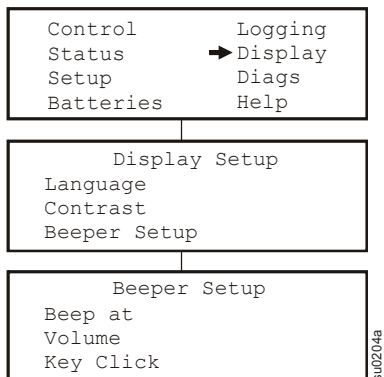 Control Logging
Status Display
Setup Diags
Batteries Help
Display Setup
Language
Contrast
Beeper Setup
Beeper Setup
Beep at
Volume
Key Click
su0204a